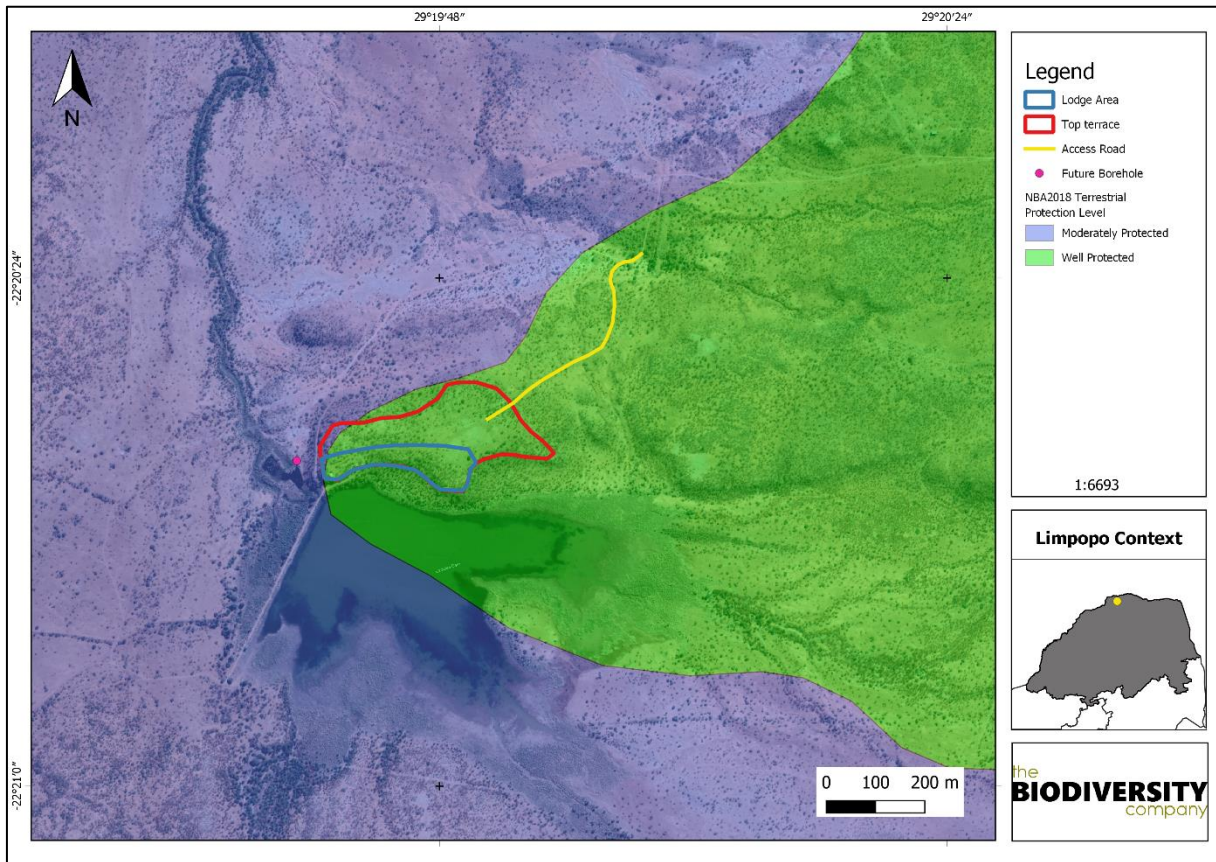 29°19'48"
29°20'24"
N
-22°20'24"
-22°21'0"
0 100 200 m
Legend
Lodge Area
Top terrace
Access Road
Future Borehole
NBA2018 Terrestrial
Protection Level
Moderately Protected
Well Protected
1:6693
Limpopo Context
the
BIODIVERSITY
company